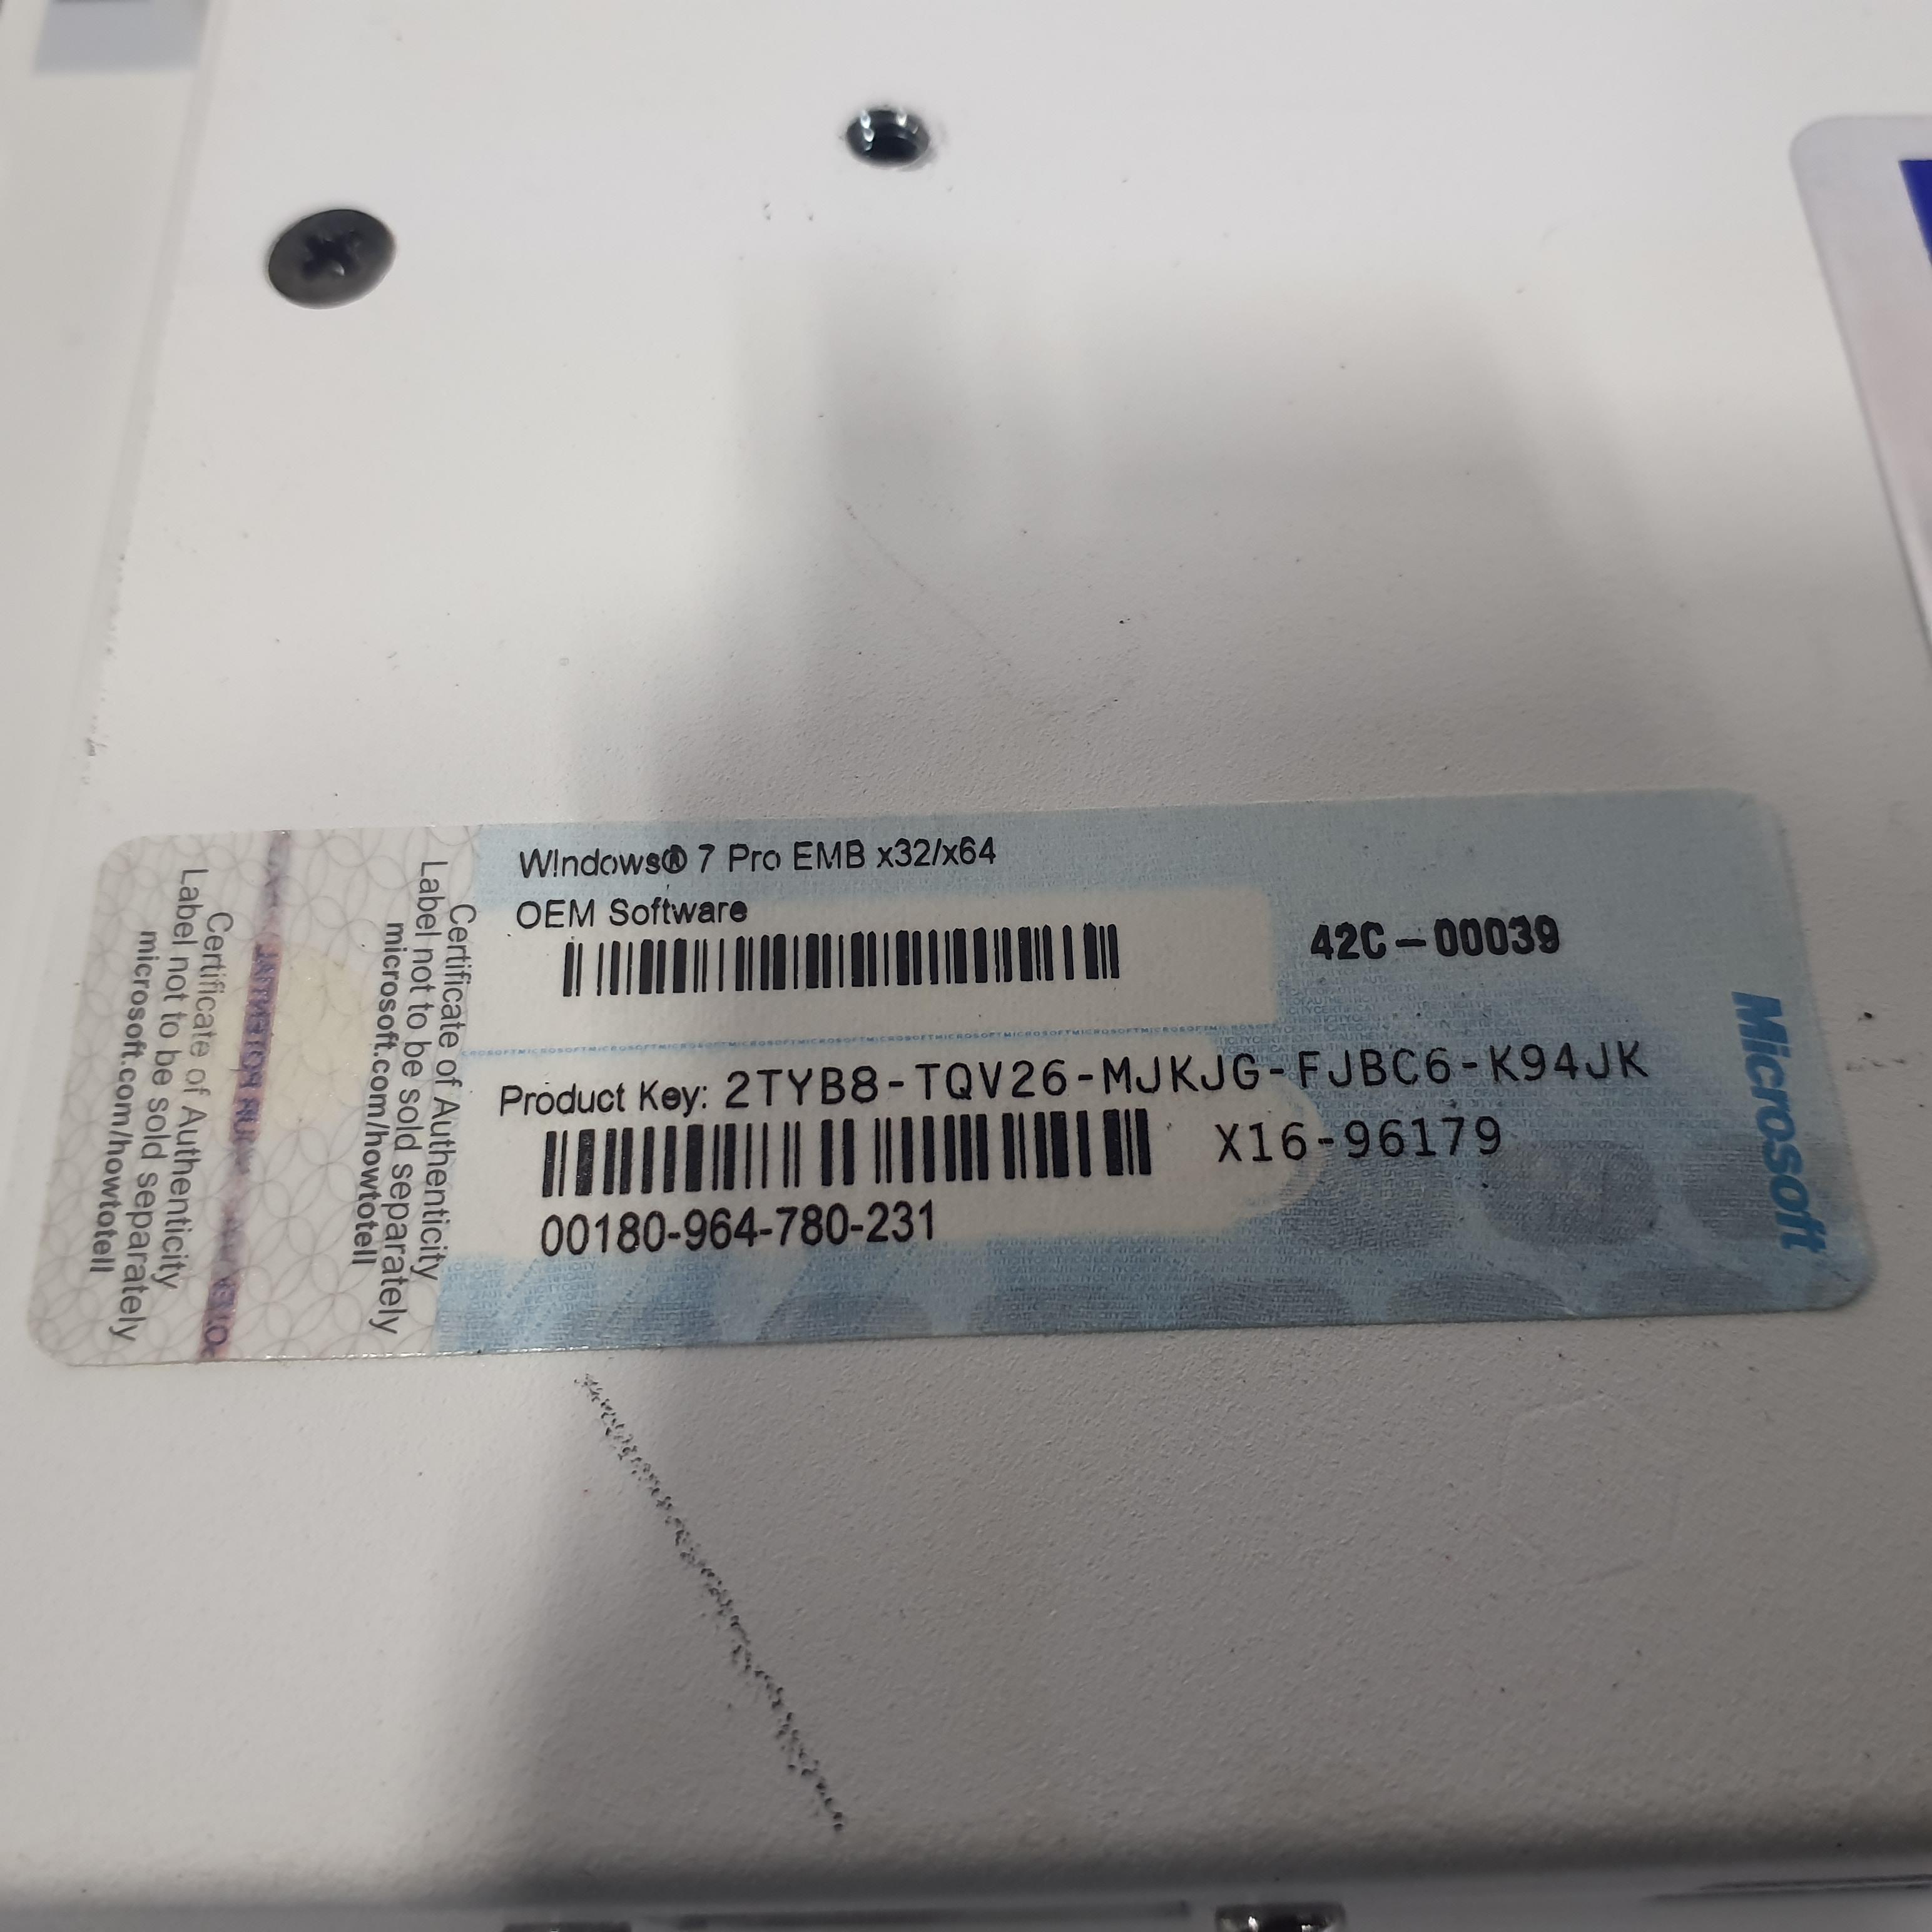 WIndows® 7 Pro EMB x32/x64
OEM Software
42C-00039
Product Key: 2TYB8-TQV26-MJKJG-FJBC6-K94JK
X16-96179
00180-964-780-231
Microsoft
Certificate of Authenticity
Label not to be sold separately
microsoft.com/howtotell
Certificate of Authenticity
Label not to be sold separately
microsoft.com/howtotell